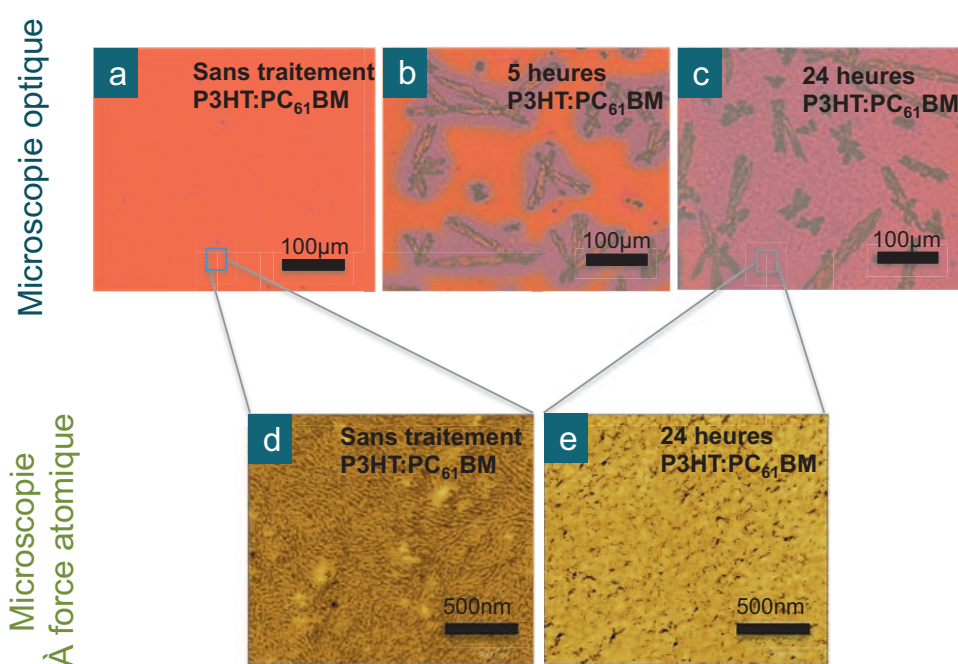 Microscopie optique
a
Sans traitement
P3HT:PC₆₁BM
100µm
b
5 heures
P3HT:PC₆₁BM
100µm
c
24 heures
P3HT:PC₆₁BM
100µm
Microscopie
À force atomique
d
Sans traitement
P3HT:PC₆₁BM
500nm
e
24 heures
P3HT:PC₆₁BM
500nm